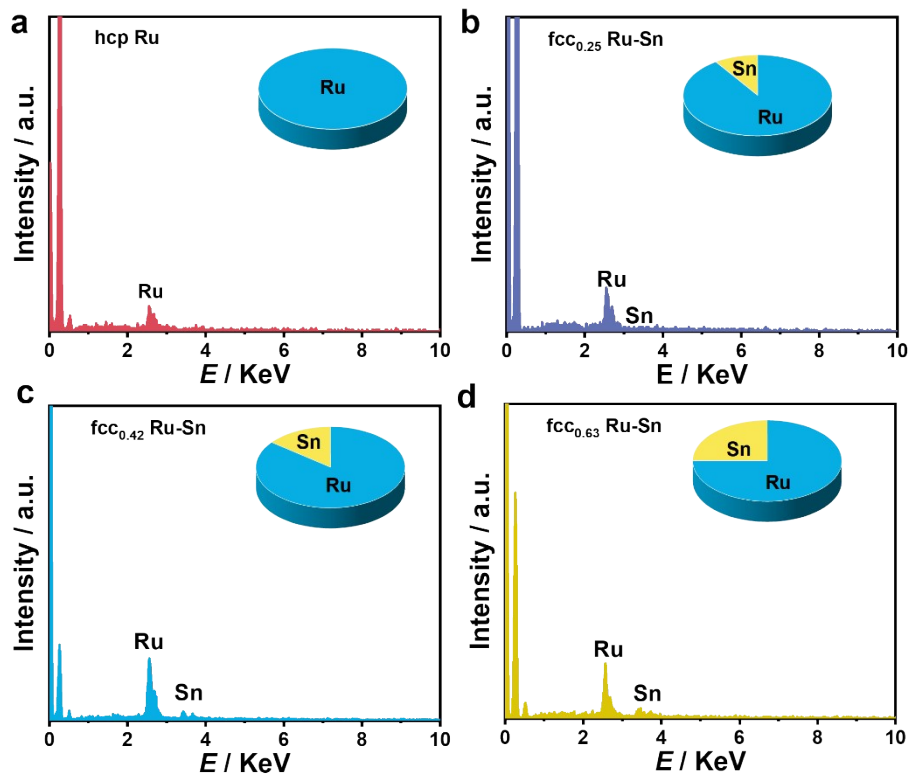 a
hcp Ru
Ru
Ru
Intensity / a.u.
0 2 4 6 8 10
E / KeV
b
fcc0.25 Ru-Sn
Sn
Ru
Ru
Sn
Intensity / a.u.
0 2 4 6 8 10
E / KeV
c
fcc0.42 Ru-Sn
Sn
Ru
Ru
Sn
Intensity / a.u.
0 2 4 6 8 10
E / KeV
d
fcc0.63 Ru-Sn
Sn
Ru
Ru
Sn
Intensity / a.u.
0 2 4 6 8 10
E / KeV